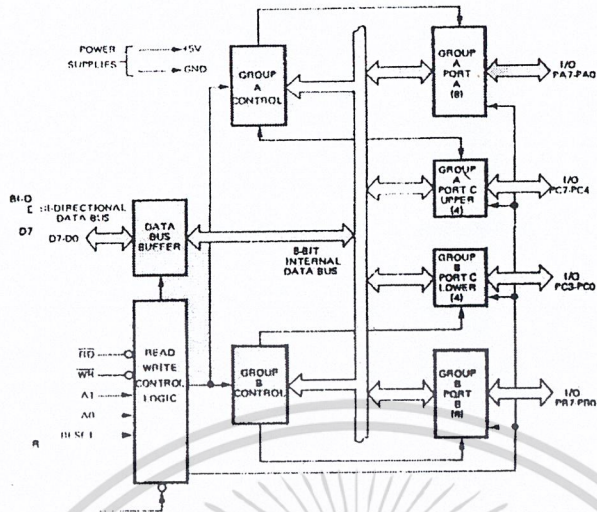 POWER
SUPPLIES
+5V
GND
GROUP
A
CONTROL
GROUP
A
PORT
A
(8)
I/O
PA7-PA0
GROUP
A
PORT C
UPPER
(4)
I/O
PC7-PC4
BI-D
BI-DIRECTIONAL
DATA BUS
D7
D7-D0
DATA
BUS
BUFFER
8-BIT
INTERNAL
DATA BUS
GROUP
B
PORT C
LOWER
(4)
I/O
PC3-PC0
RD
WR
A1
A0
RESET
R
READ
WRITE
CONTROL
LOGIC
GROUP
B
CONTROL
GROUP
B
PORT
B
(8)
I/O
PB7-PB0